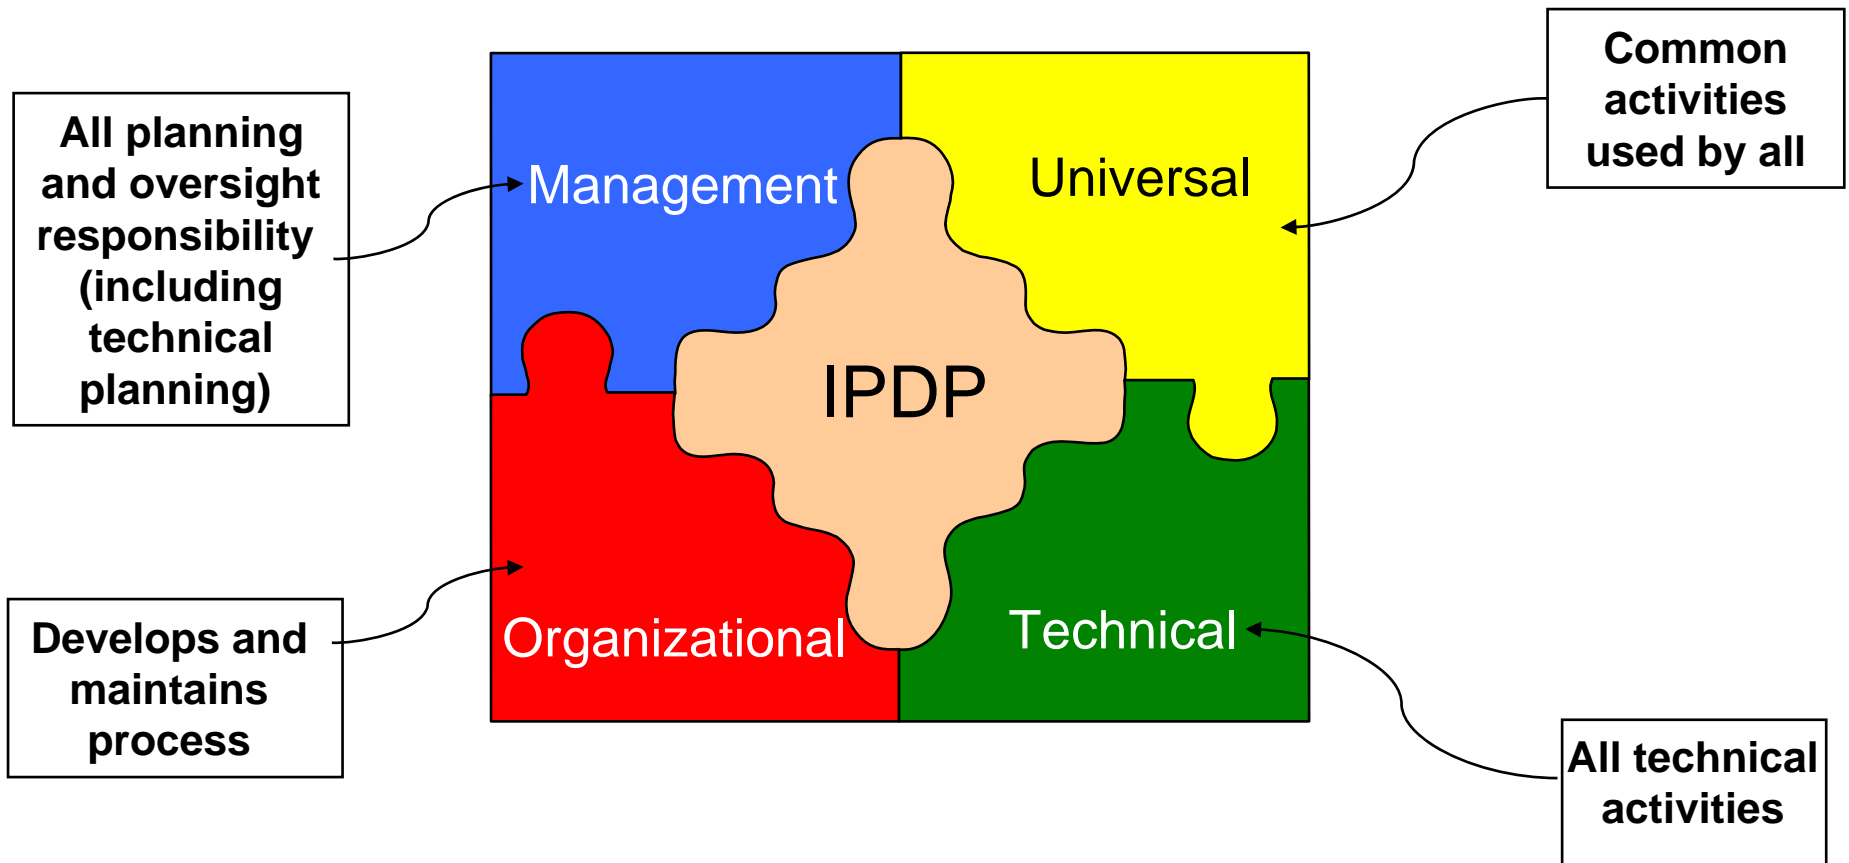 Common
activities
used by all
All planning
and oversight
responsibility
(including
technical
planning)
Management
Universal
IPDP
Develops and
maintains
process
Organizational
Technical
All technical
activities